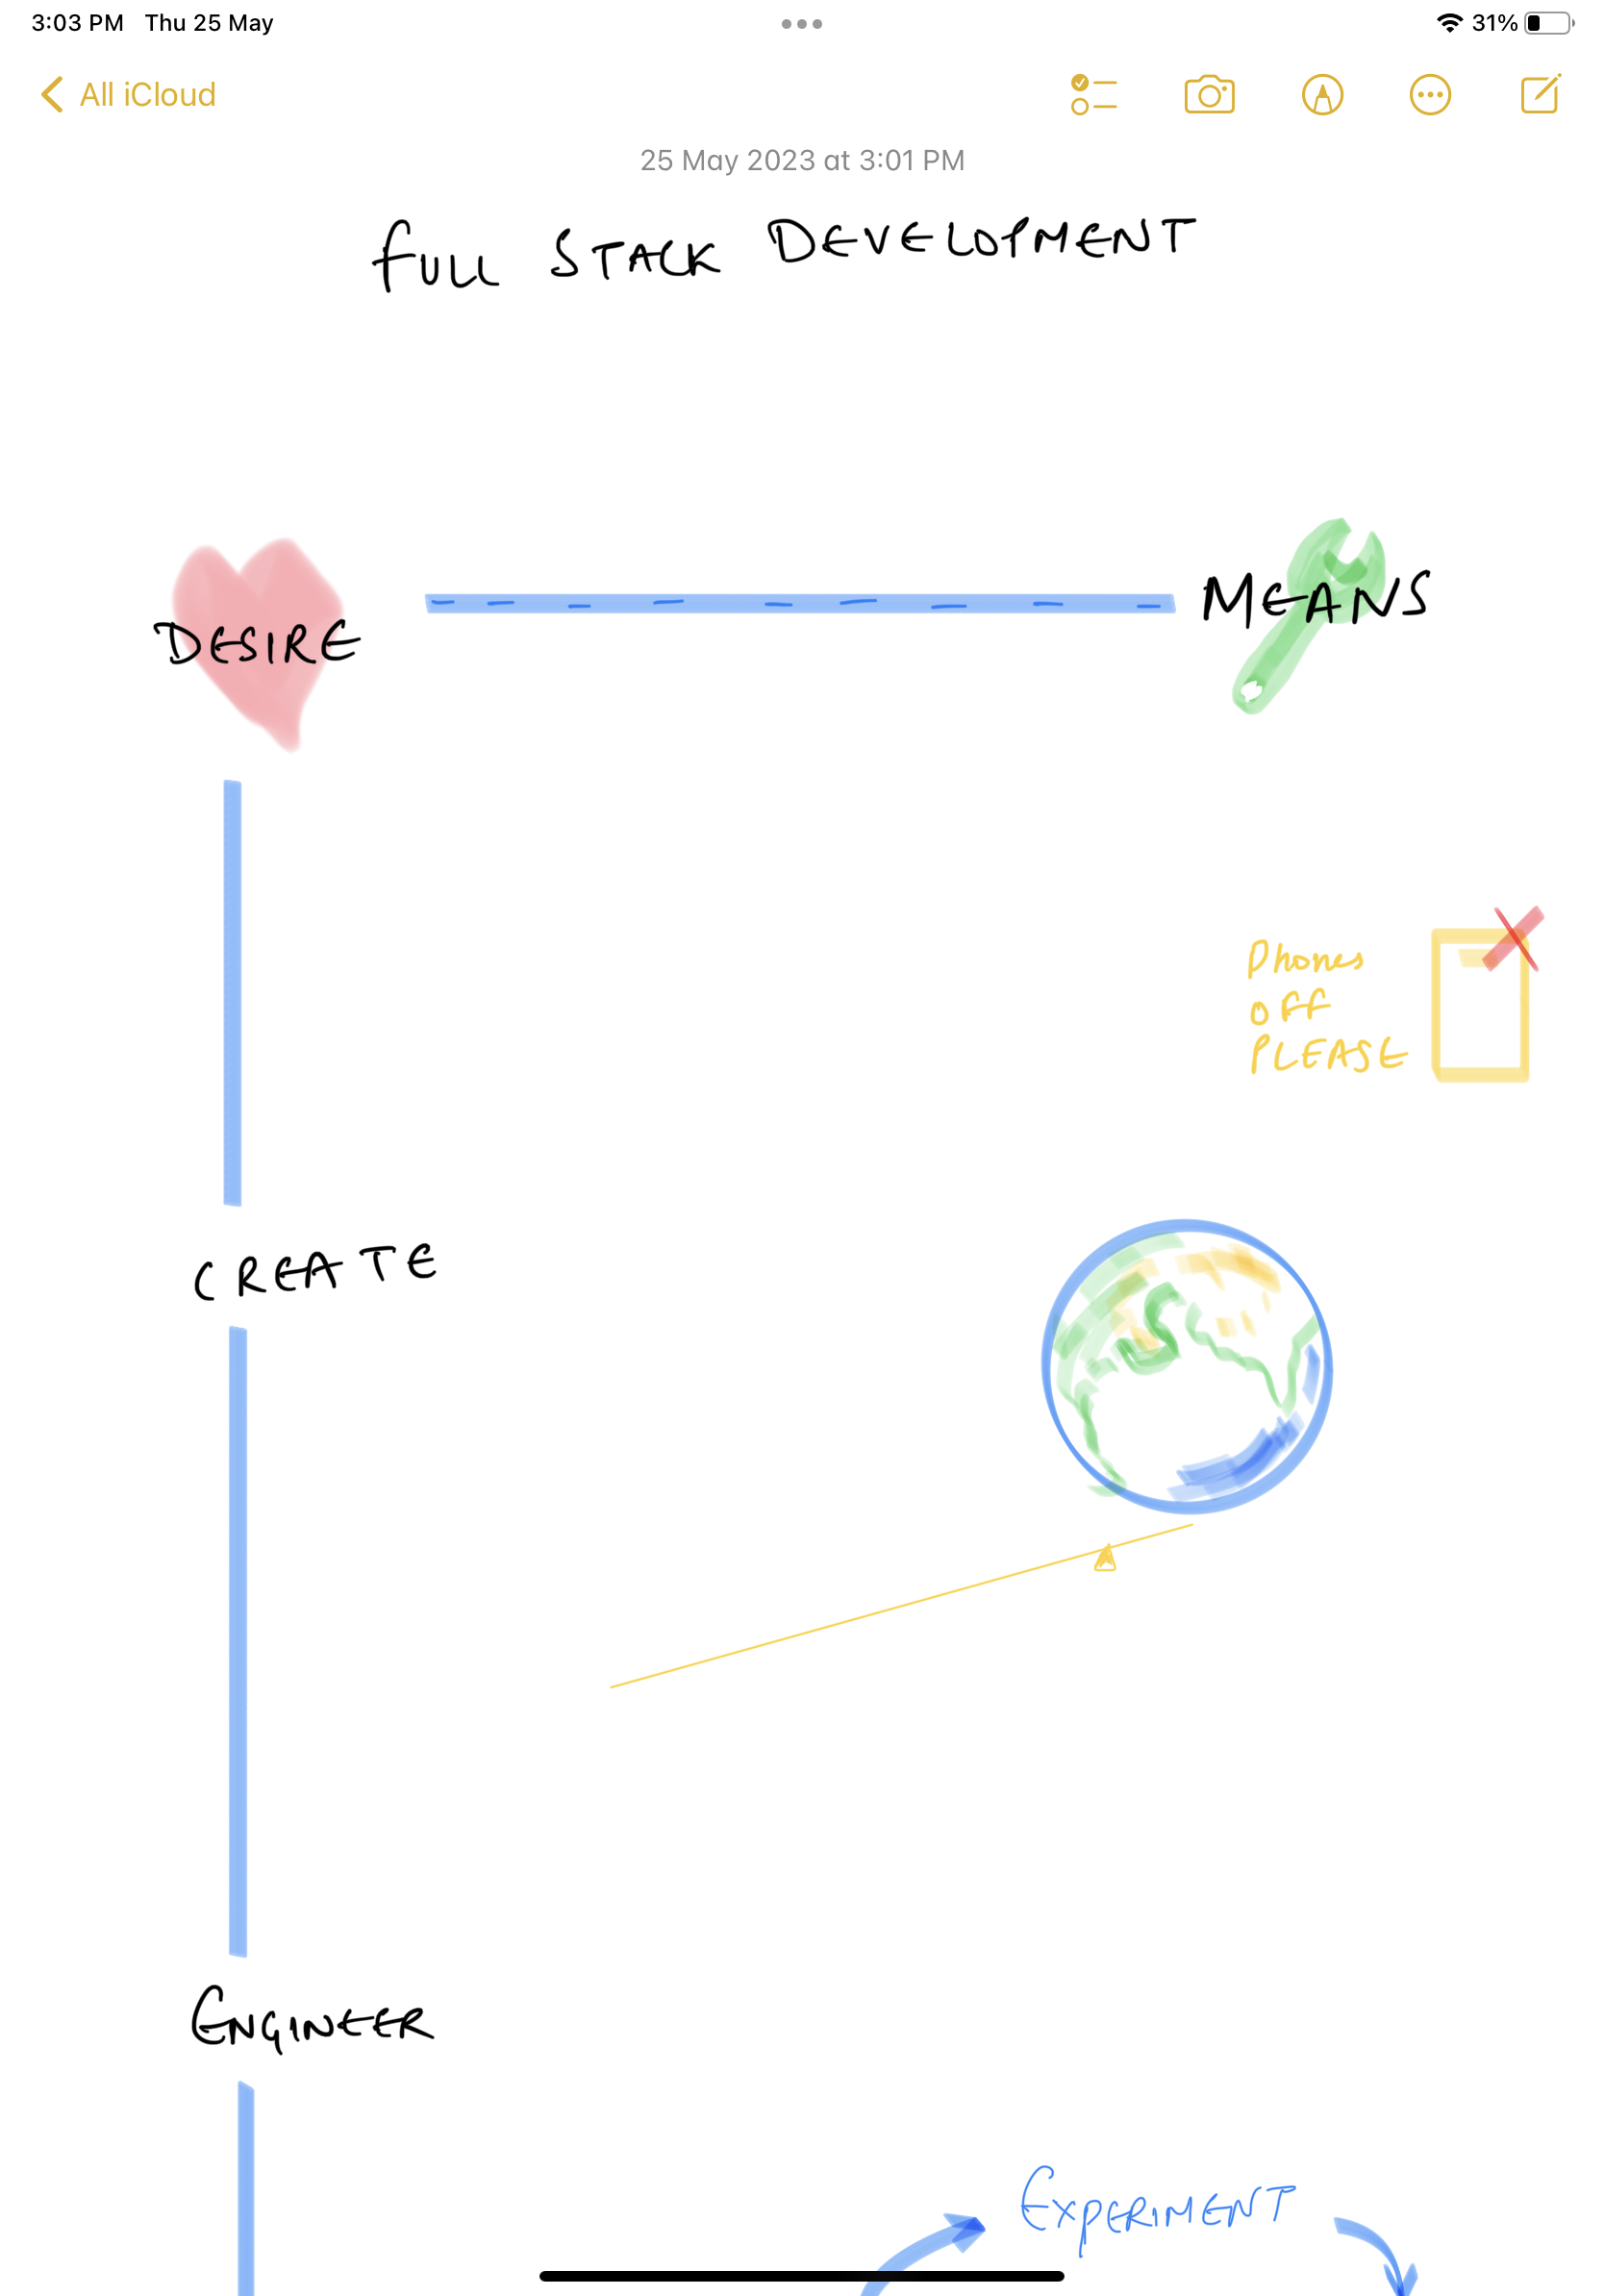 3:03 PM Thu 25 May
31%
All iCloud
25 May 2023 at 3:01 PM
FULL STACK DEVELOPMENT
DESIRE
MEANS
Phones
OFF
PLEASE
CREATE
ENGINEER
EXPERIMENT